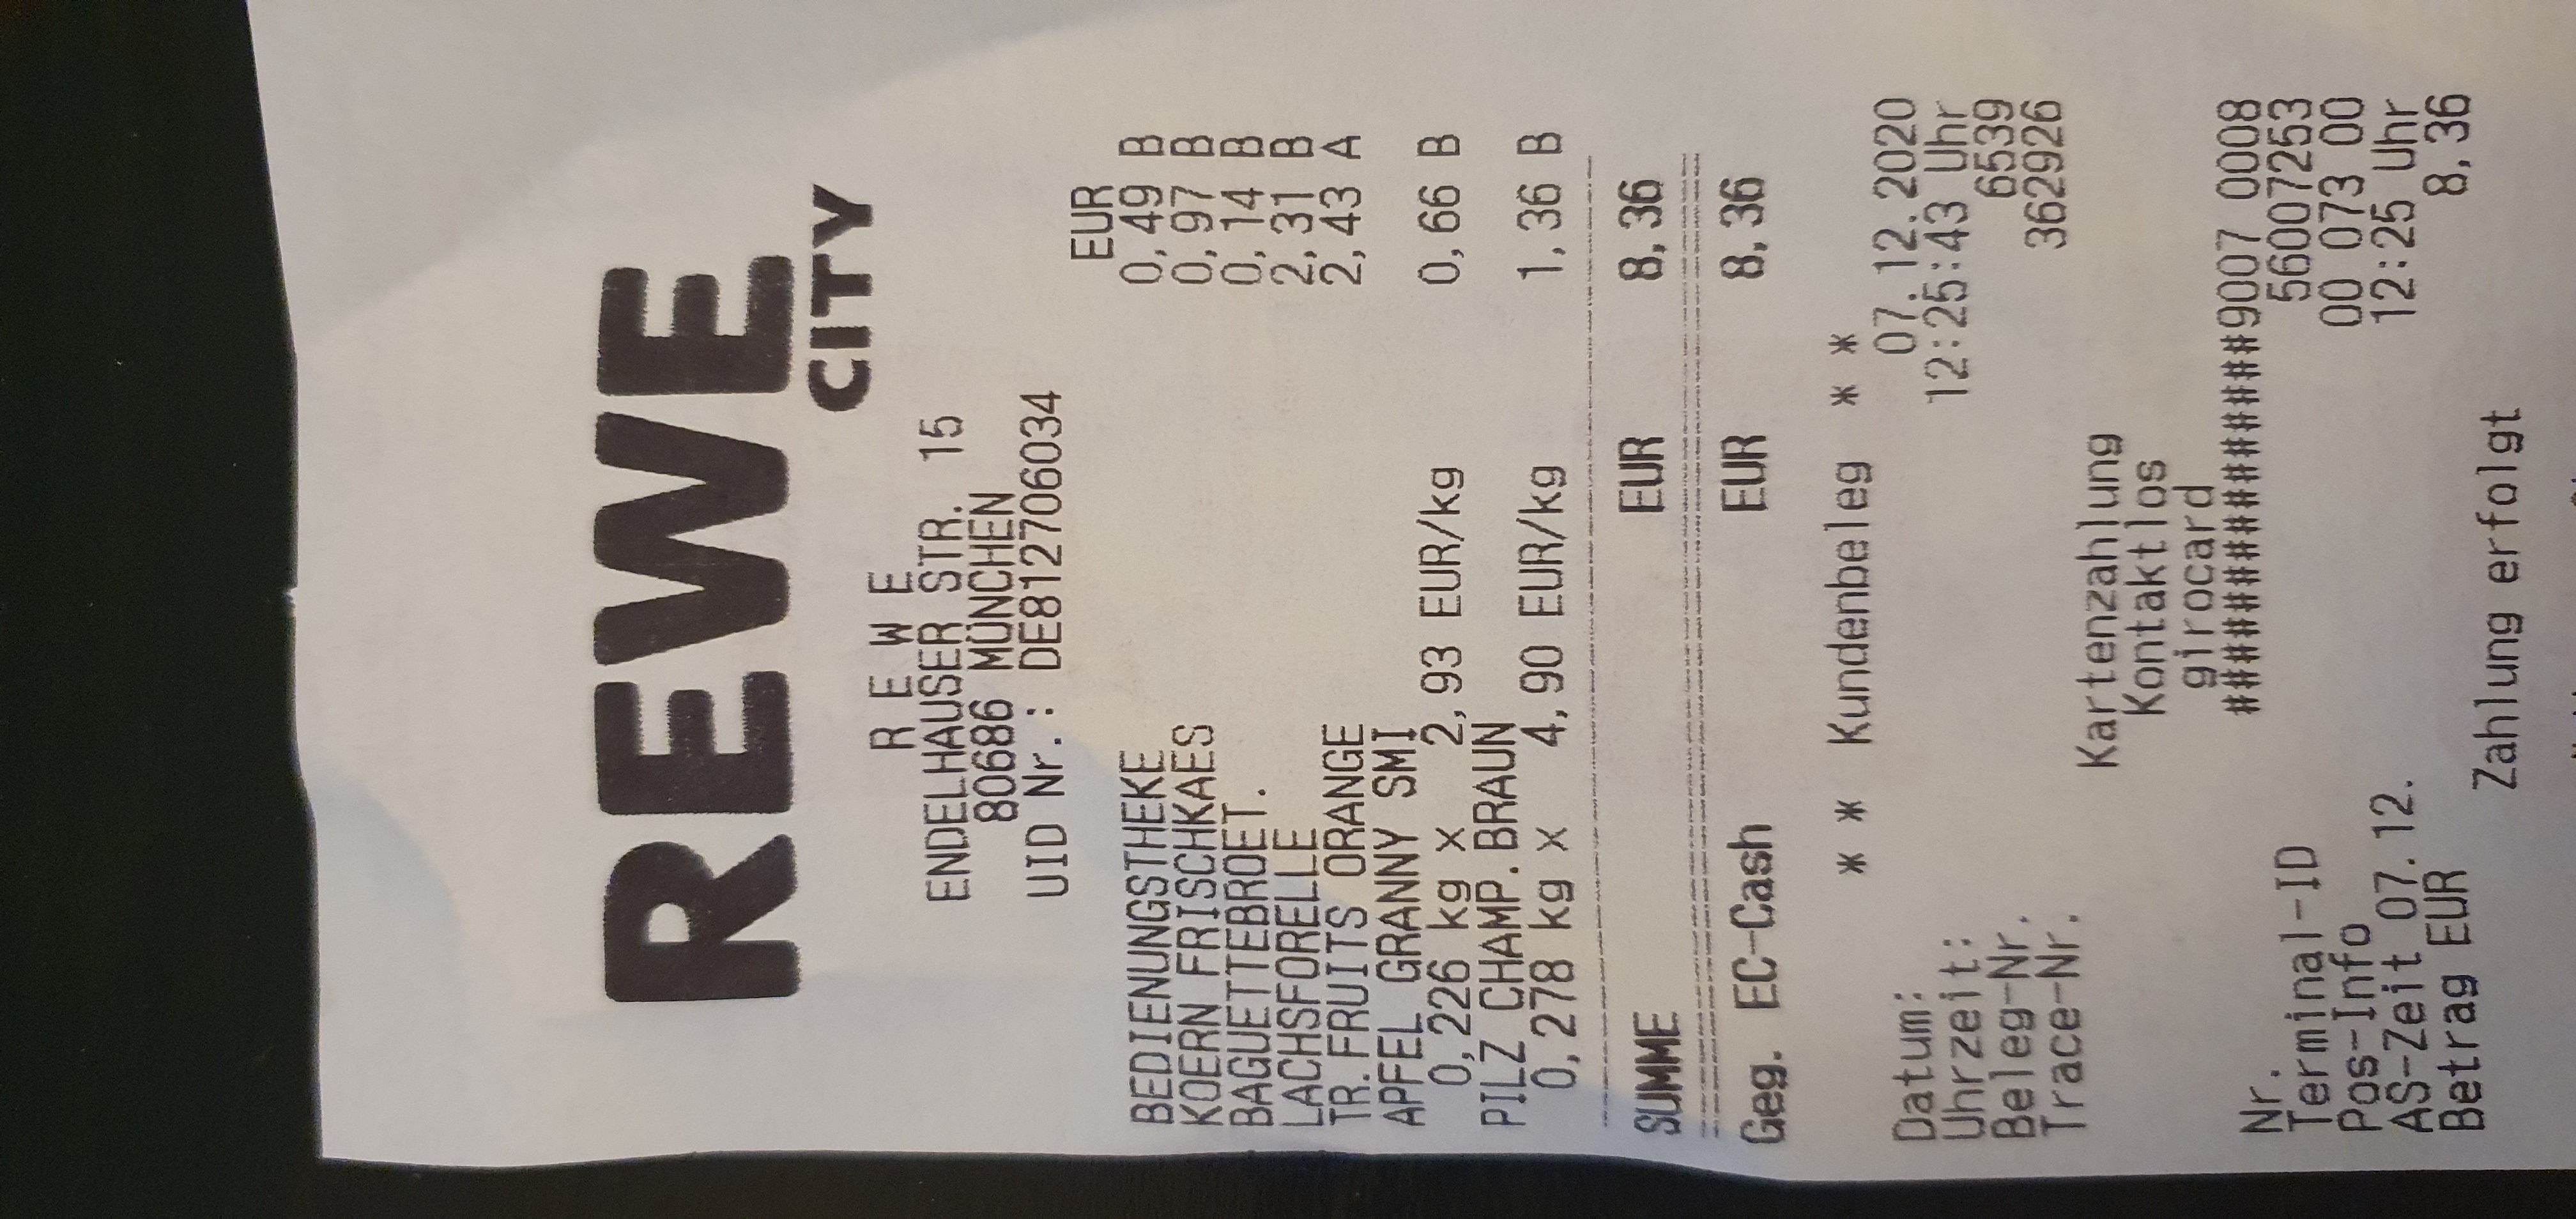 REWE
CITY
R E W E
ENDELHAUSER STR. 15
80686 MÜNCHEN
UID Nr.: DE812706034
EUR
BEDIENUNGSTHEKE 0,49 B
KOERN FRISCHKAES 0,97 B
BAGUETTEBROET. 0,14 B
LACHSFORELLE 2,31 B
TR.FRUITS ORANGE 2,43 A
APFEL GRANNY SMI
0,226 kg x 2,93 EUR/kg 0,66 B
PILZ CHAMP.BRAUN
0,278 kg x 4,90 EUR/kg 1,36 B
SUMME EUR 8,36
Geg. EC-Cash EUR 8,36
* * Kundenbeleg * *
Datum: 07.12.2020
Uhrzeit: 12:25:43 Uhr
Beleg-Nr. 6539
Trace-Nr. 362926
Kartenzahlung
Kontaktlos
girocard
Nr. ###############9007 0008
Terminal-ID 56007253
Pos-Info 00 073 00
AS-Zeit 07.12. 12:25 Uhr
Betrag EUR 8,36
Zahlung erfolgt